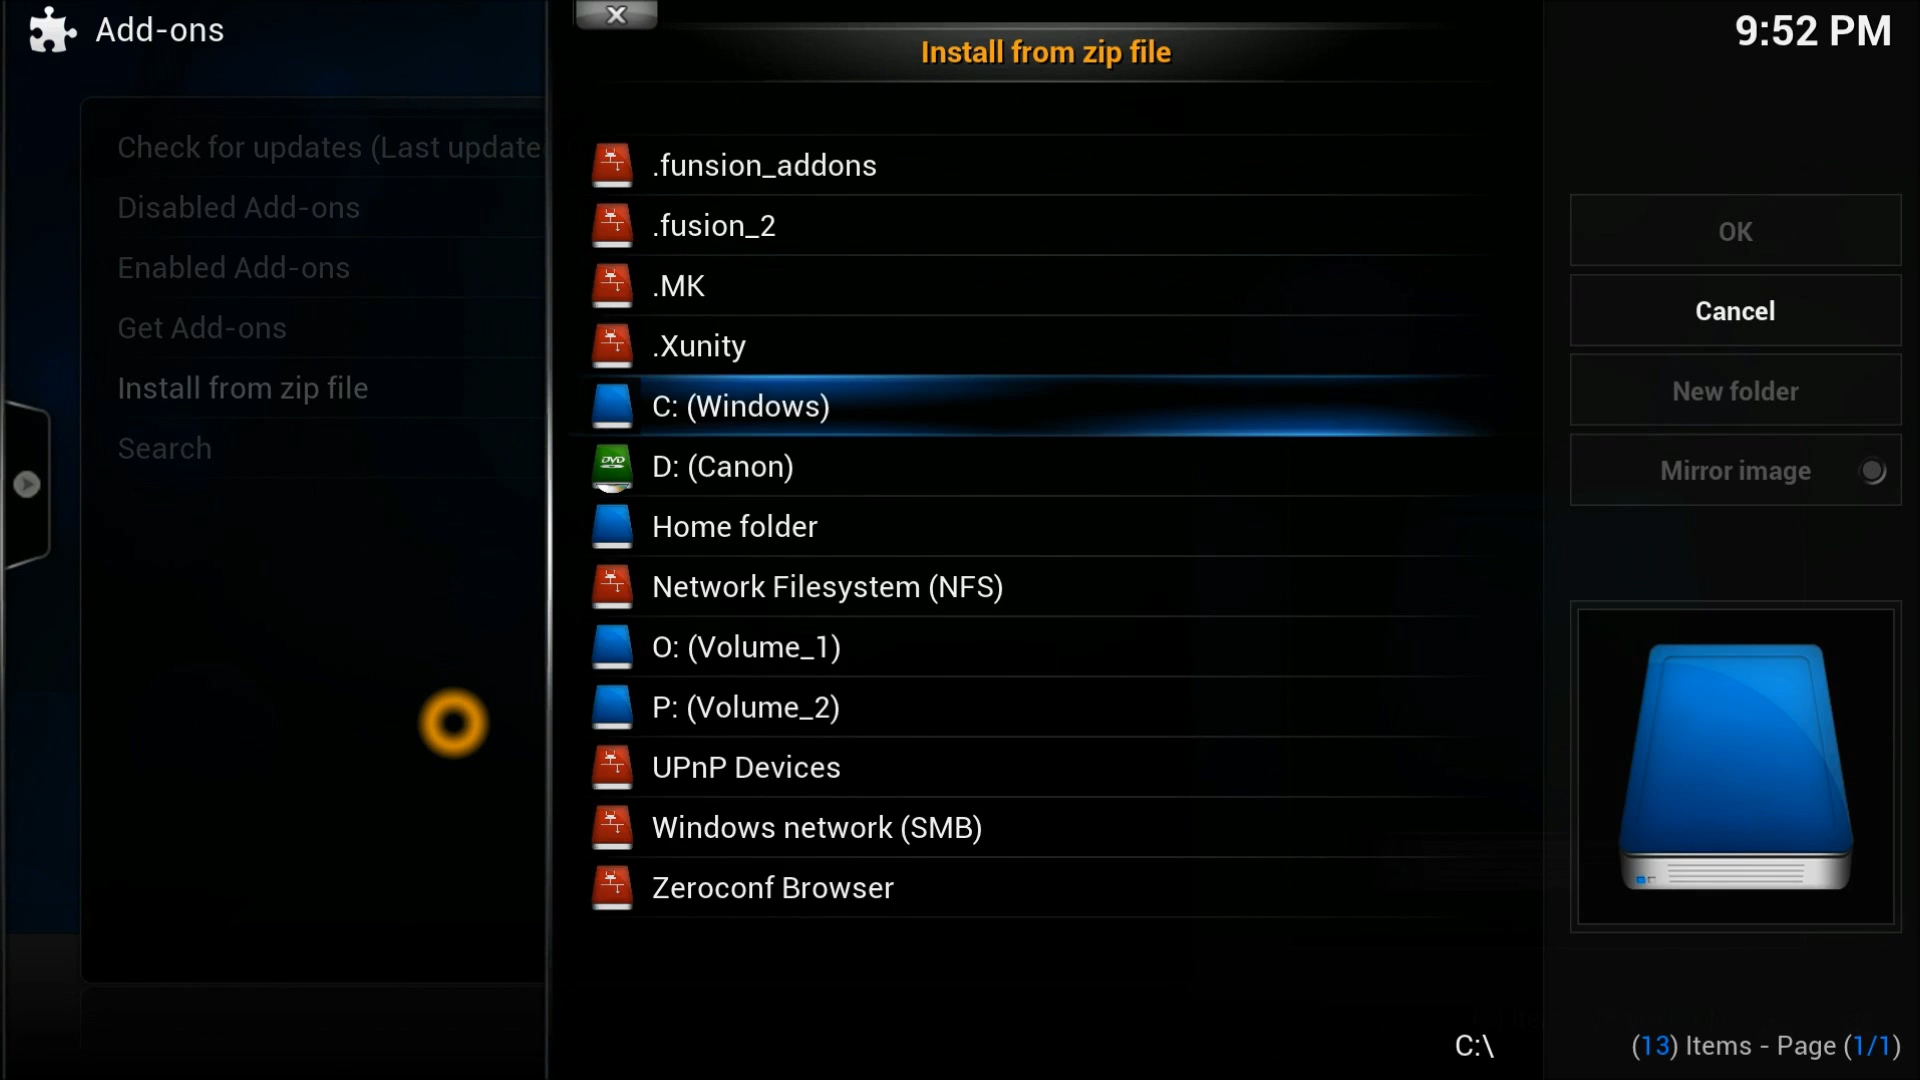 Add-ons
X
Install from zip file
9:52 PM
Check for updates (Last update
Disabled Add-ons
Enabled Add-ons
Get Add-ons
Install from zip file
Search
.funsion_addons
.fusion_2
.MK
.Xunity
C: (Windows)
DVD
D: (Canon)
Home folder
Network Filesystem (NFS)
O: (Volume_1)
P: (Volume_2)
UPnP Devices
Windows network (SMB)
Zeroconf Browser
OK
Cancel
New folder
Mirror image
C:\
(13) Items - Page (1/1)